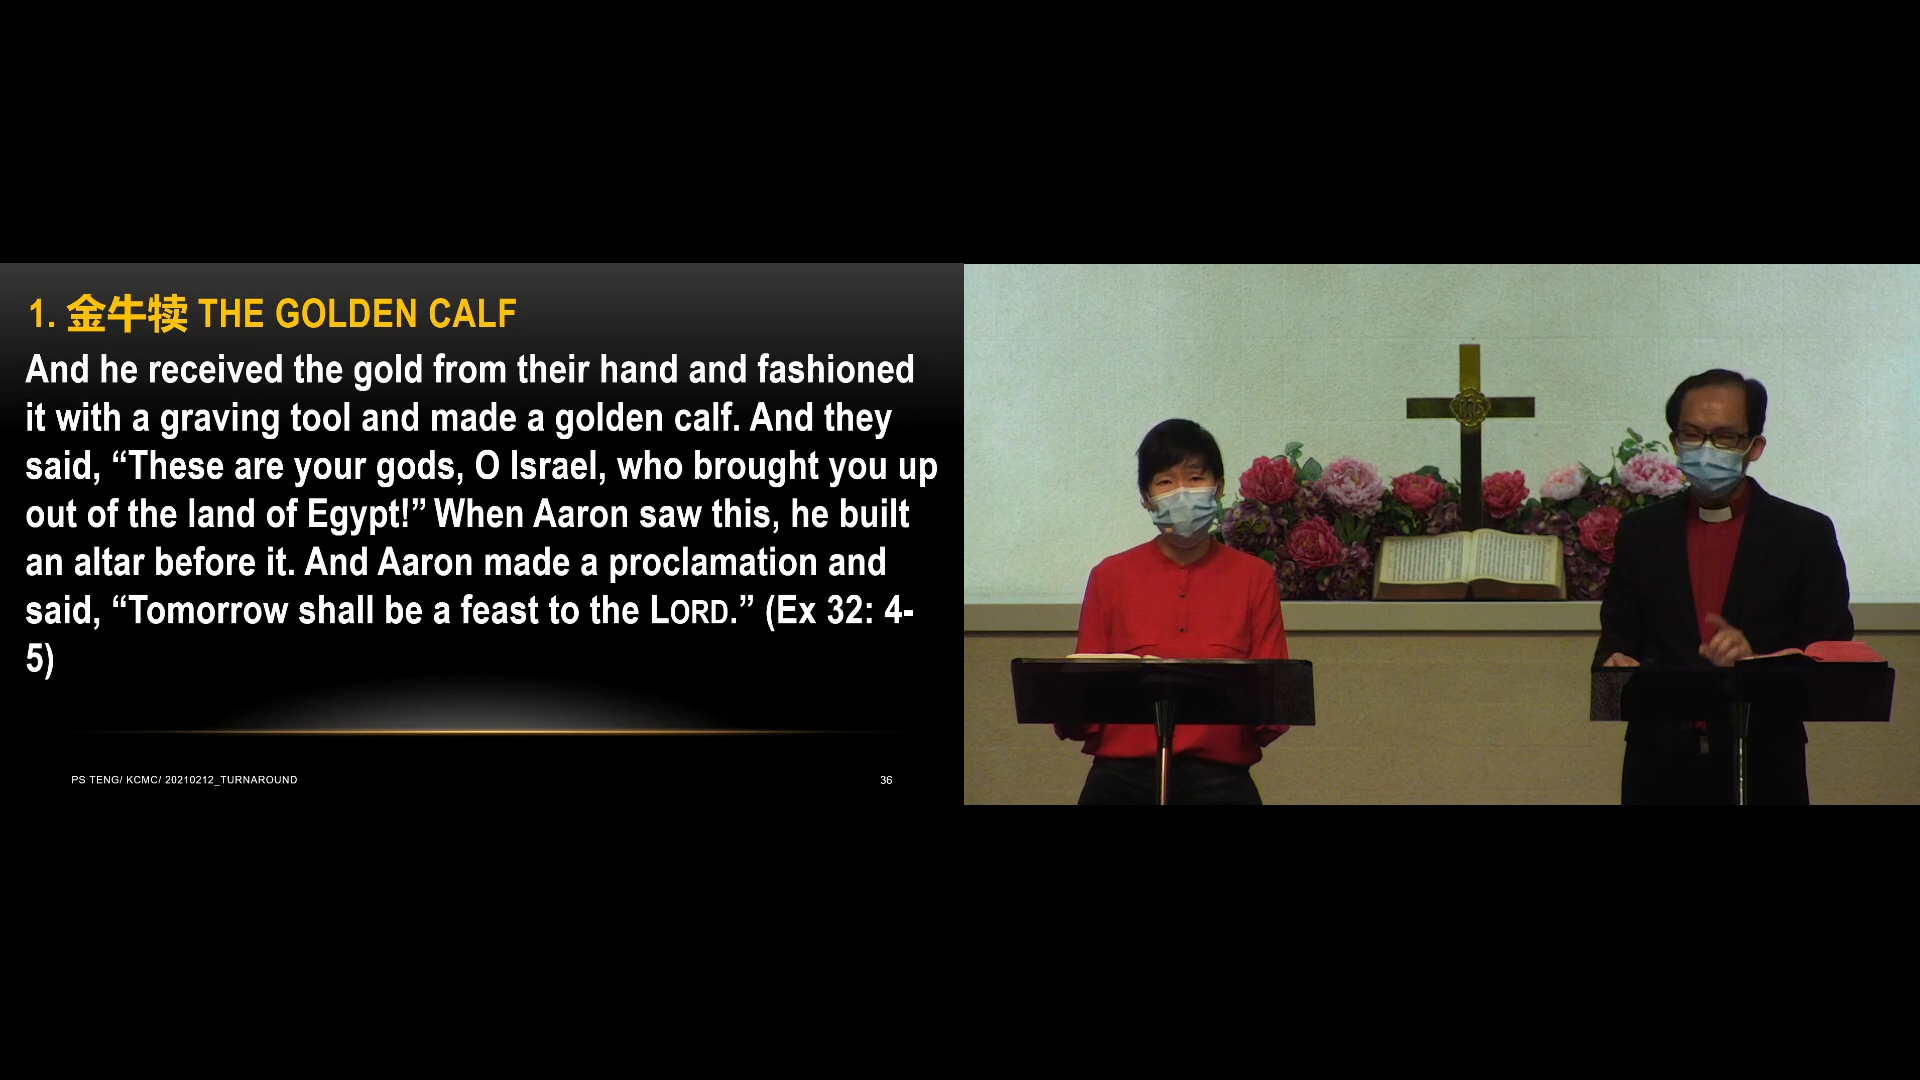 1. 金牛犊 THE GOLDEN CALF
And he received the gold from their hand and fashioned
it with a graving tool and made a golden calf. And they
said, “These are your gods, O Israel, who brought you up
out of the land of Egypt!” When Aaron saw this, he built
an altar before it. And Aaron made a proclamation and
said, “Tomorrow shall be a feast to the LORD.” (Ex 32: 4-
5)
PS TENG/ KCMC/ 20210212_TURNAROUND
36